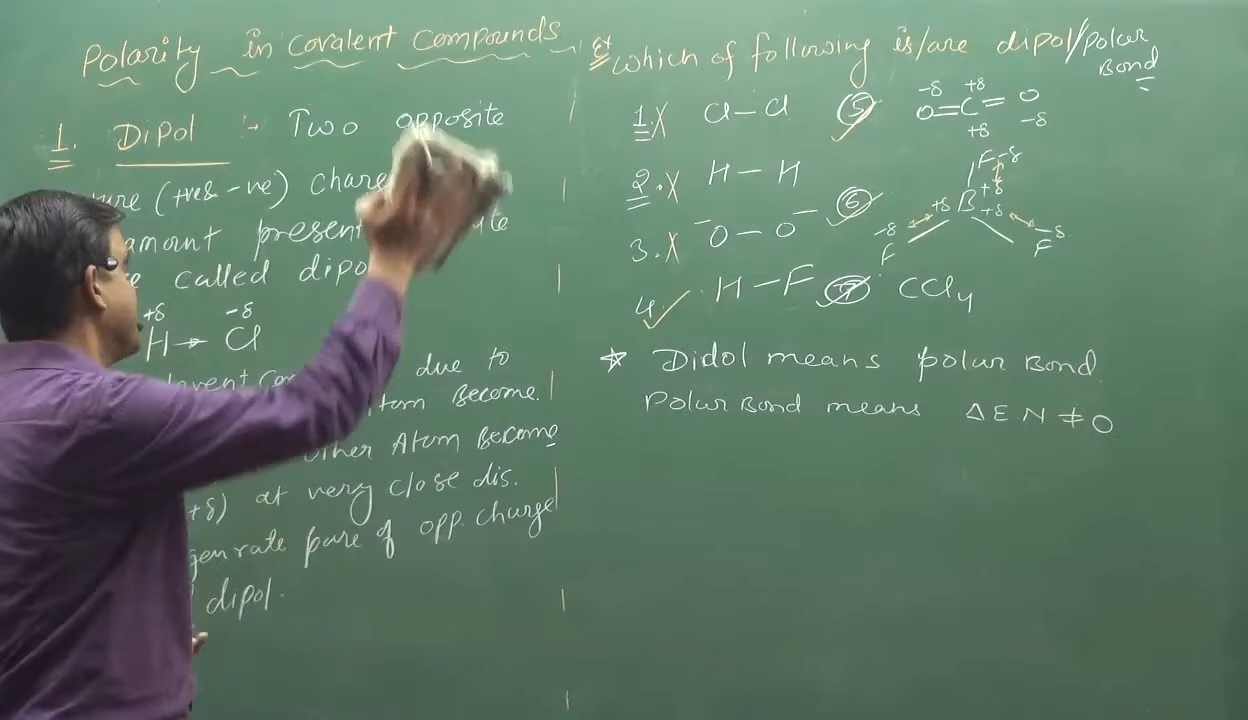 Polarity in covalent compounds
1. Dipol :- Two opposite
(+ve & -ve)
amount present
called dipo
+δ -δ
H → Cl
due to
Become.
other Atom Become
+δ) at very close dis.
genrate pare of opp. charge
dipol.
Ex which of following is/are dipol/polar
Bond
1.X Cl-Cl
2.X H-H
3.X O-O
4.✓ H-F
5 -δ +δ
O=C=O
+δ -δ
6 F -δ
+δ
+δ B +δ
-δ -δ
F F
7 CCl4
☆ Didol means polar Bond
Polar Bond means ΔEN ≠ 0